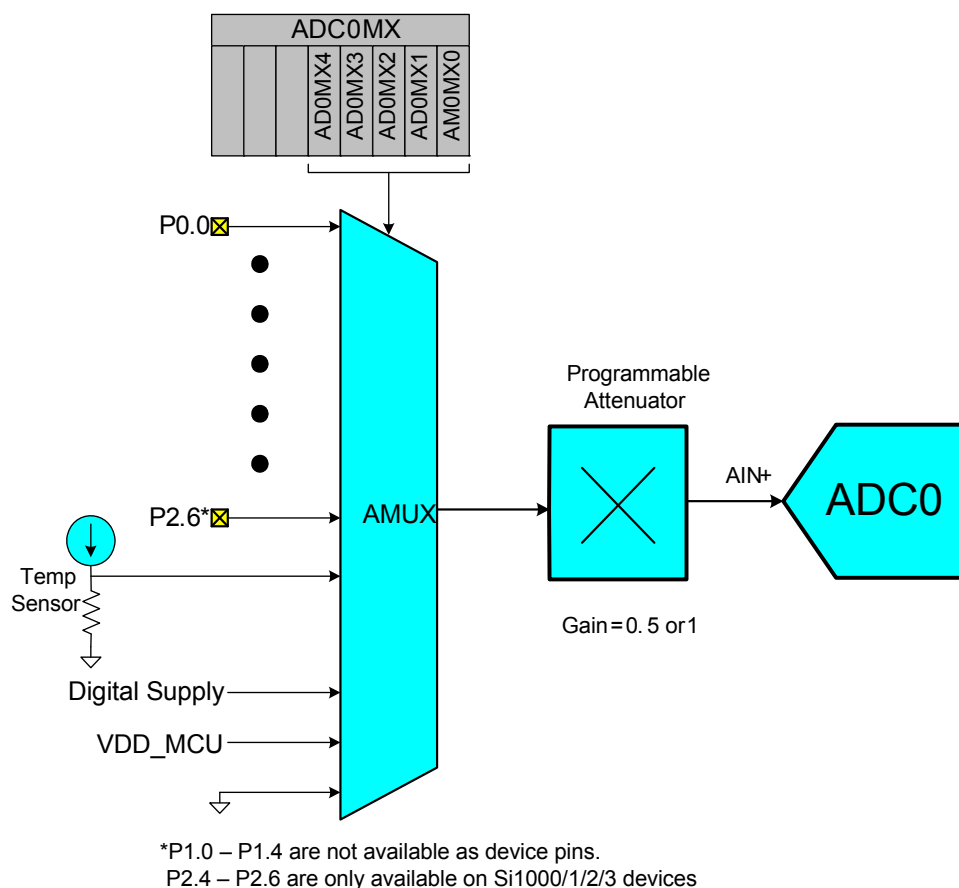 ADC0MX
AD0MX4
AD0MX3
AD0MX2
AD0MX1
AM0MX0
P0.0
P2.6*
AMUX
Temp
Sensor
Digital Supply
VDD_MCU
Programmable
Attenuator
Gain=0. 5 or1
AIN+
ADC0
*P1.0 – P1.4 are not available as device pins.
P2.4 – P2.6 are only available on Si1000/1/2/3 devices